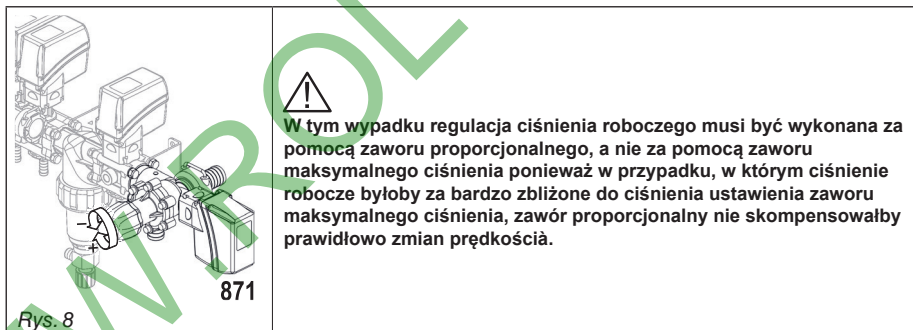 W tym wypadku regulacja ciśnienia roboczego musi być wykonana za
pomocą zaworu proporcjonalnego, a nie za pomocą zaworu
maksymalnego ciśnienia ponieważ w przypadku, w którym ciśnienie
robocze byłoby za bardzo zbliżone do ciśnienia ustawienia zaworu
maksymalnego ciśnienia, zawór proporcjonalny nie skompensowałby
prawidłowo zmian prędkościà.
−
+
871
Rys. 8
WROL